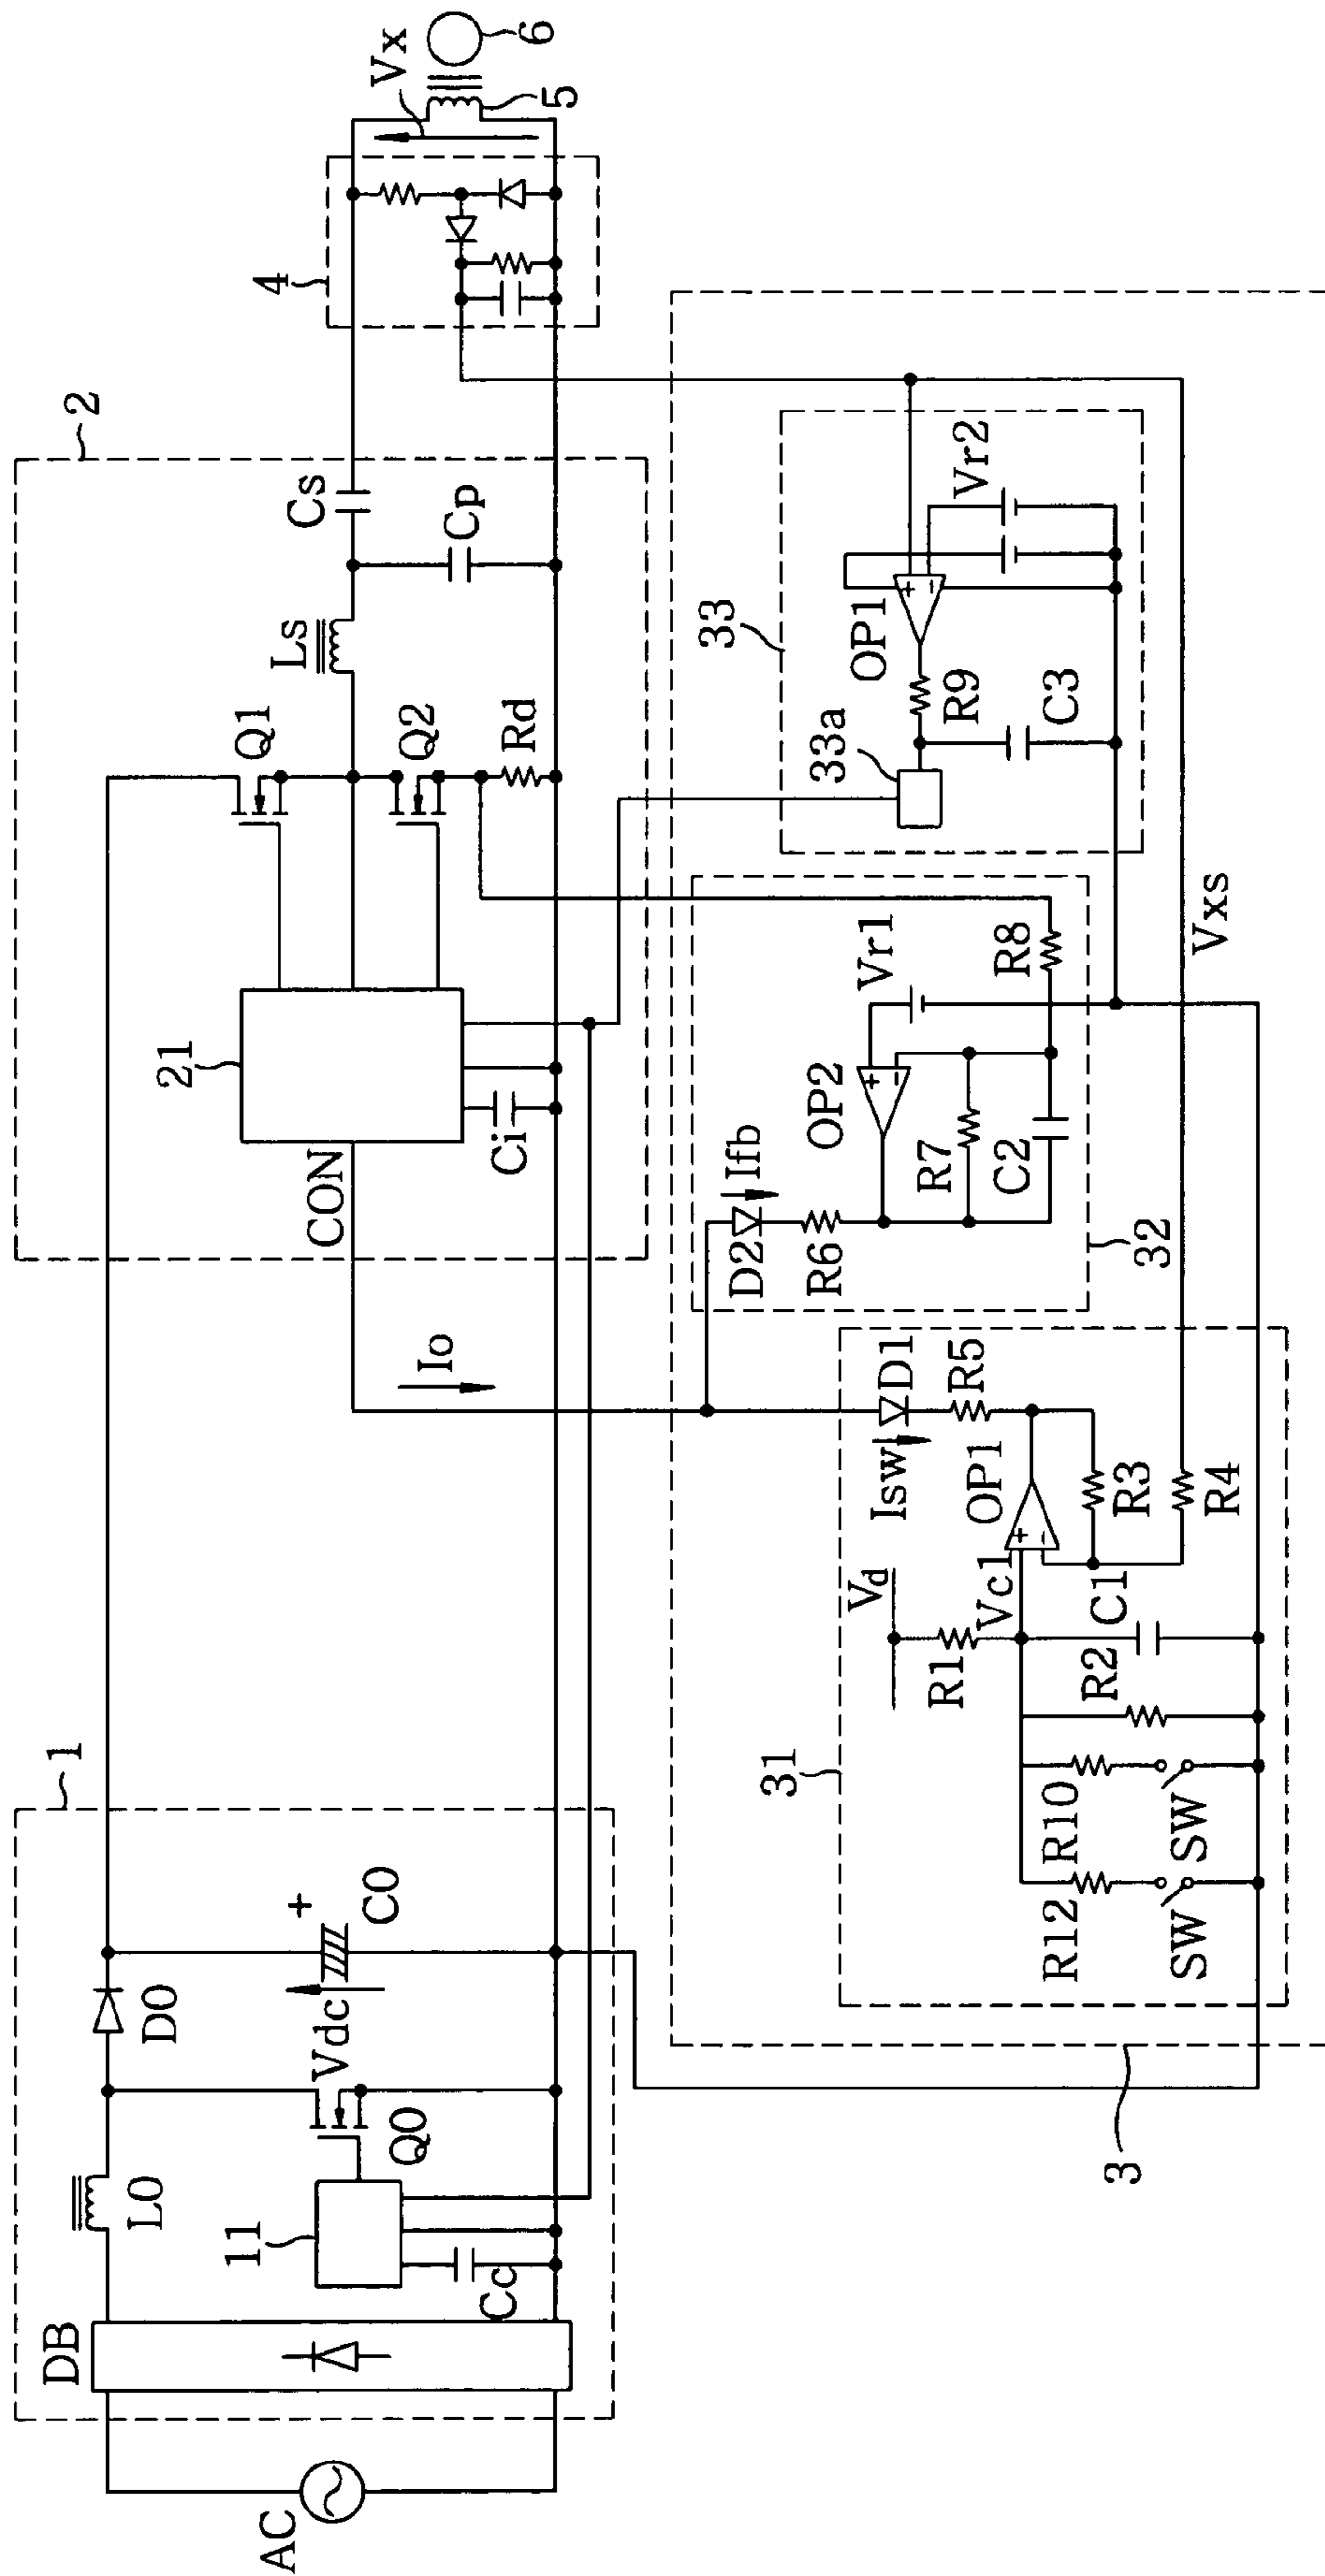 AC
DB
1
L0
D0
11
Cc
Q0
Vdc
+
C0
2
21
CON
Ci
Q1
Q2
Rd
Ls
Cs
Cp
4
Vx
5
6
Io
3
31
Vd
R1
Vc1
R12
SW
R10
SW
R2
C1
+
−
OP1
Isw
D1
R5
R3
R4
32
D2
Ifb
R6
OP2
+
−
R7
C2
Vr1
R8
Vxs
33
33a
R9
C3
OP1
+
−
Vr2